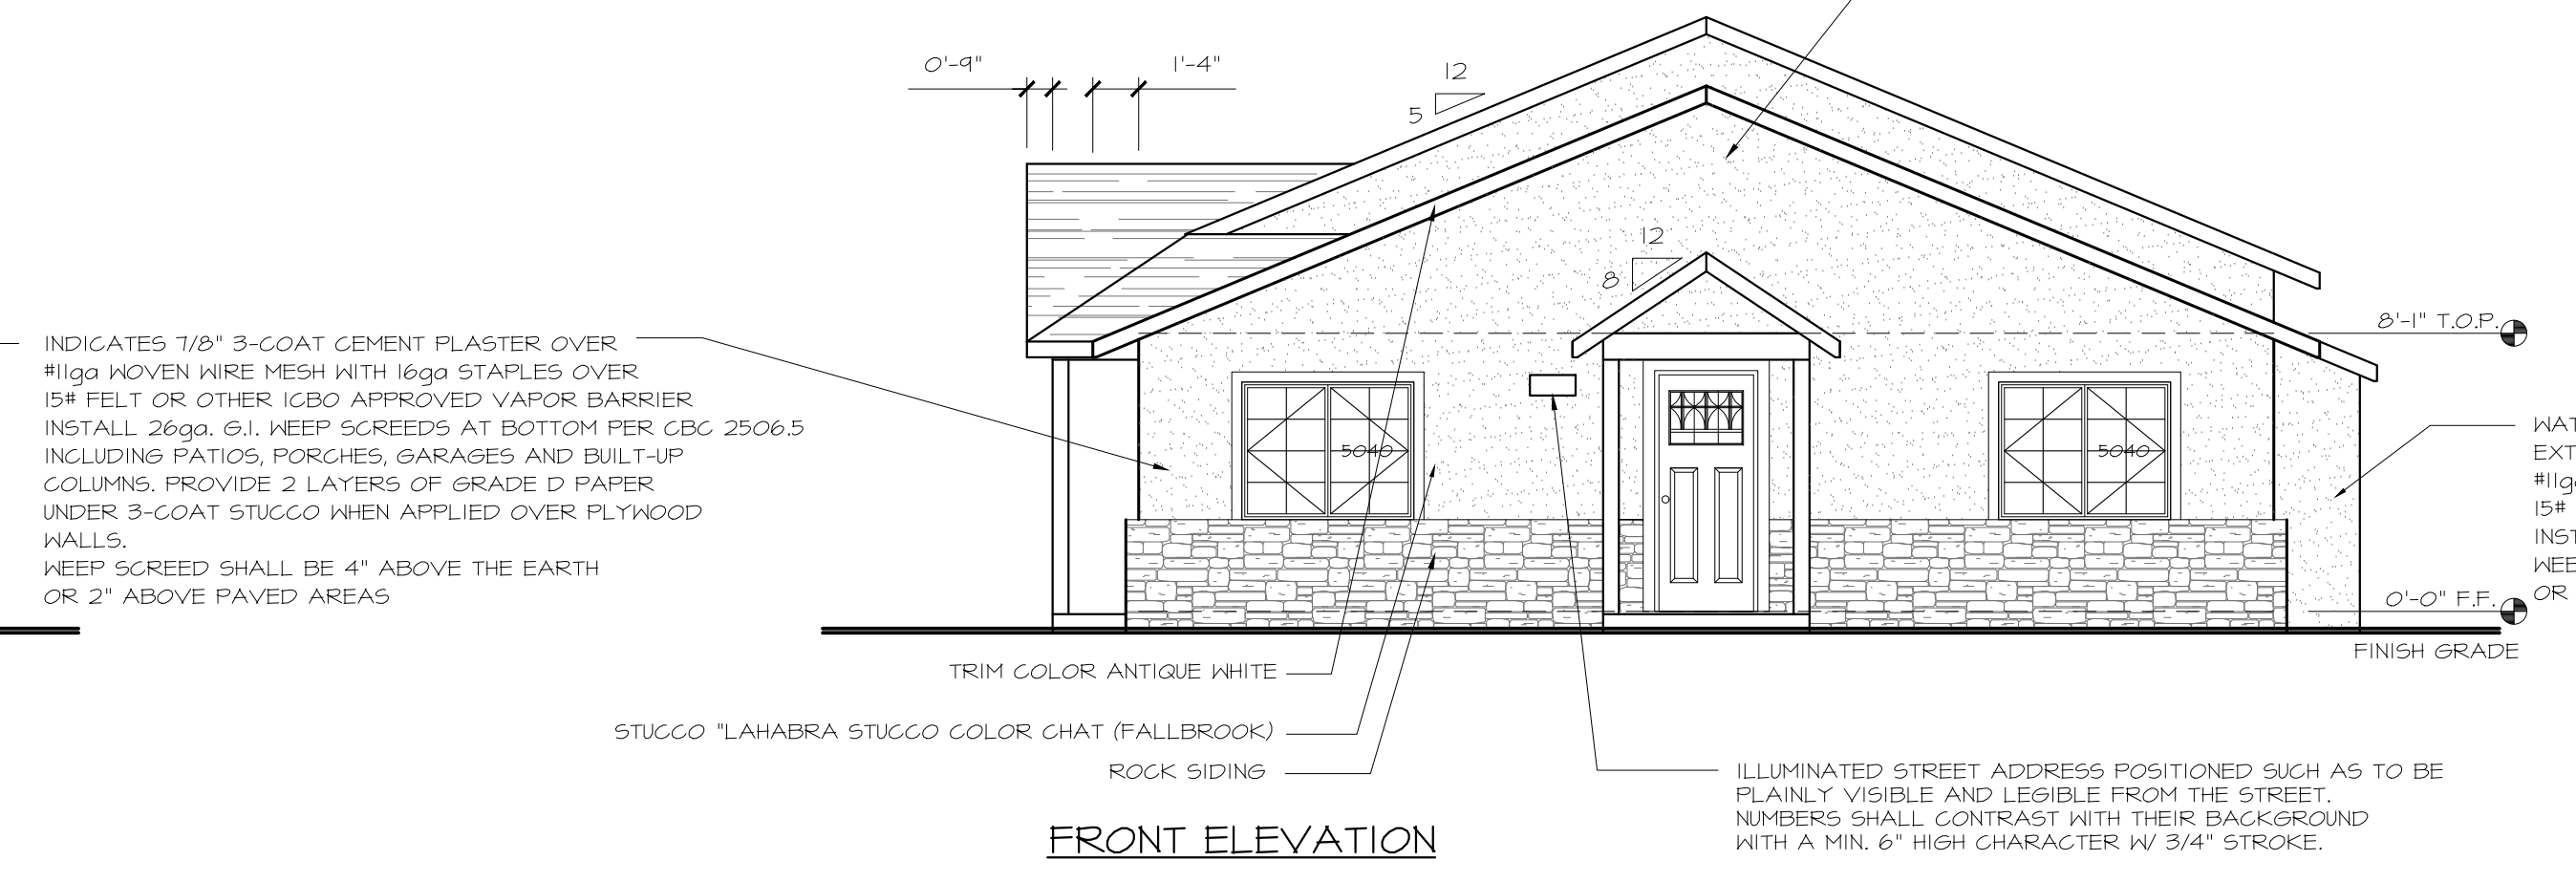 0'-9"
1'-4"
12
5
12
8
8'-1" T.O.P.
INDICATES 7/8" 3-COAT CEMENT PLASTER OVER
#11ga WOVEN WIRE MESH WITH 16ga STAPLES OVER
15# FELT OR OTHER ICBO APPROVED VAPOR BARRIER
INSTALL 26ga. G.I. WEEP SCREEDS AT BOTTOM PER CBC 2506.5
INCLUDING PATIOS, PORCHES, GARAGES AND BUILT-UP
COLUMNS. PROVIDE 2 LAYERS OF GRADE D PAPER
UNDER 3-COAT STUCCO WHEN APPLIED OVER PLYWOOD
WALLS.
WEEP SCREED SHALL BE 4" ABOVE THE EARTH
OR 2" ABOVE PAVED AREAS
5040
5040
WAT
EXT
#11ga
15#
INST
WEE
OR
0'-0" F.F.
FINISH GRADE
TRIM COLOR ANTIQUE WHITE
STUCCO "LAHABRA STUCCO COLOR CHAT (FALLBROOK)
ROCK SIDING
ILLUMINATED STREET ADDRESS POSITIONED SUCH AS TO BE
PLAINLY VISIBLE AND LEGIBLE FROM THE STREET.
NUMBERS SHALL CONTRAST WITH THEIR BACKGROUND
WITH A MIN. 6" HIGH CHARACTER W/ 3/4" STROKE.
FRONT ELEVATION